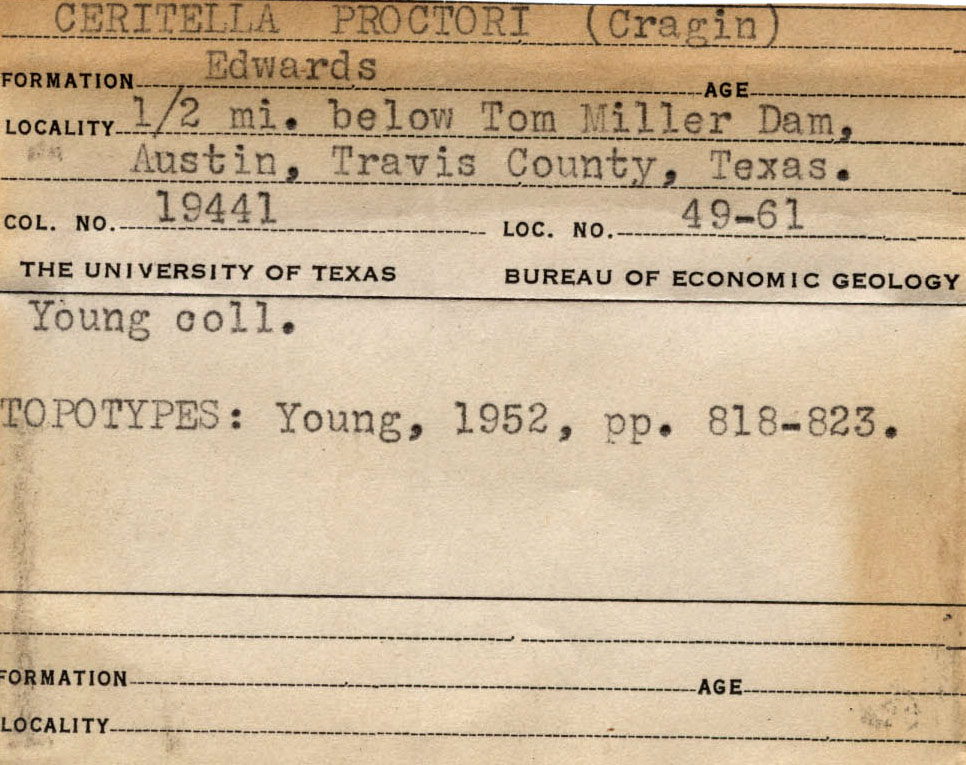 CERITELLA PROCTORI (Cragin)
FORMATION Edwards AGE
LOCALITY 1/2 mi. below Tom Miller Dam,
Austin, Travis County, Texas.
COL. NO. 19441 LOC. NO. 49-61
THE UNIVERSITY OF TEXAS BUREAU OF ECONOMIC GEOLOGY
Young coll.
TOPOTYPES: Young, 1952, pp. 818-823.
FORMATION AGE
LOCALITY